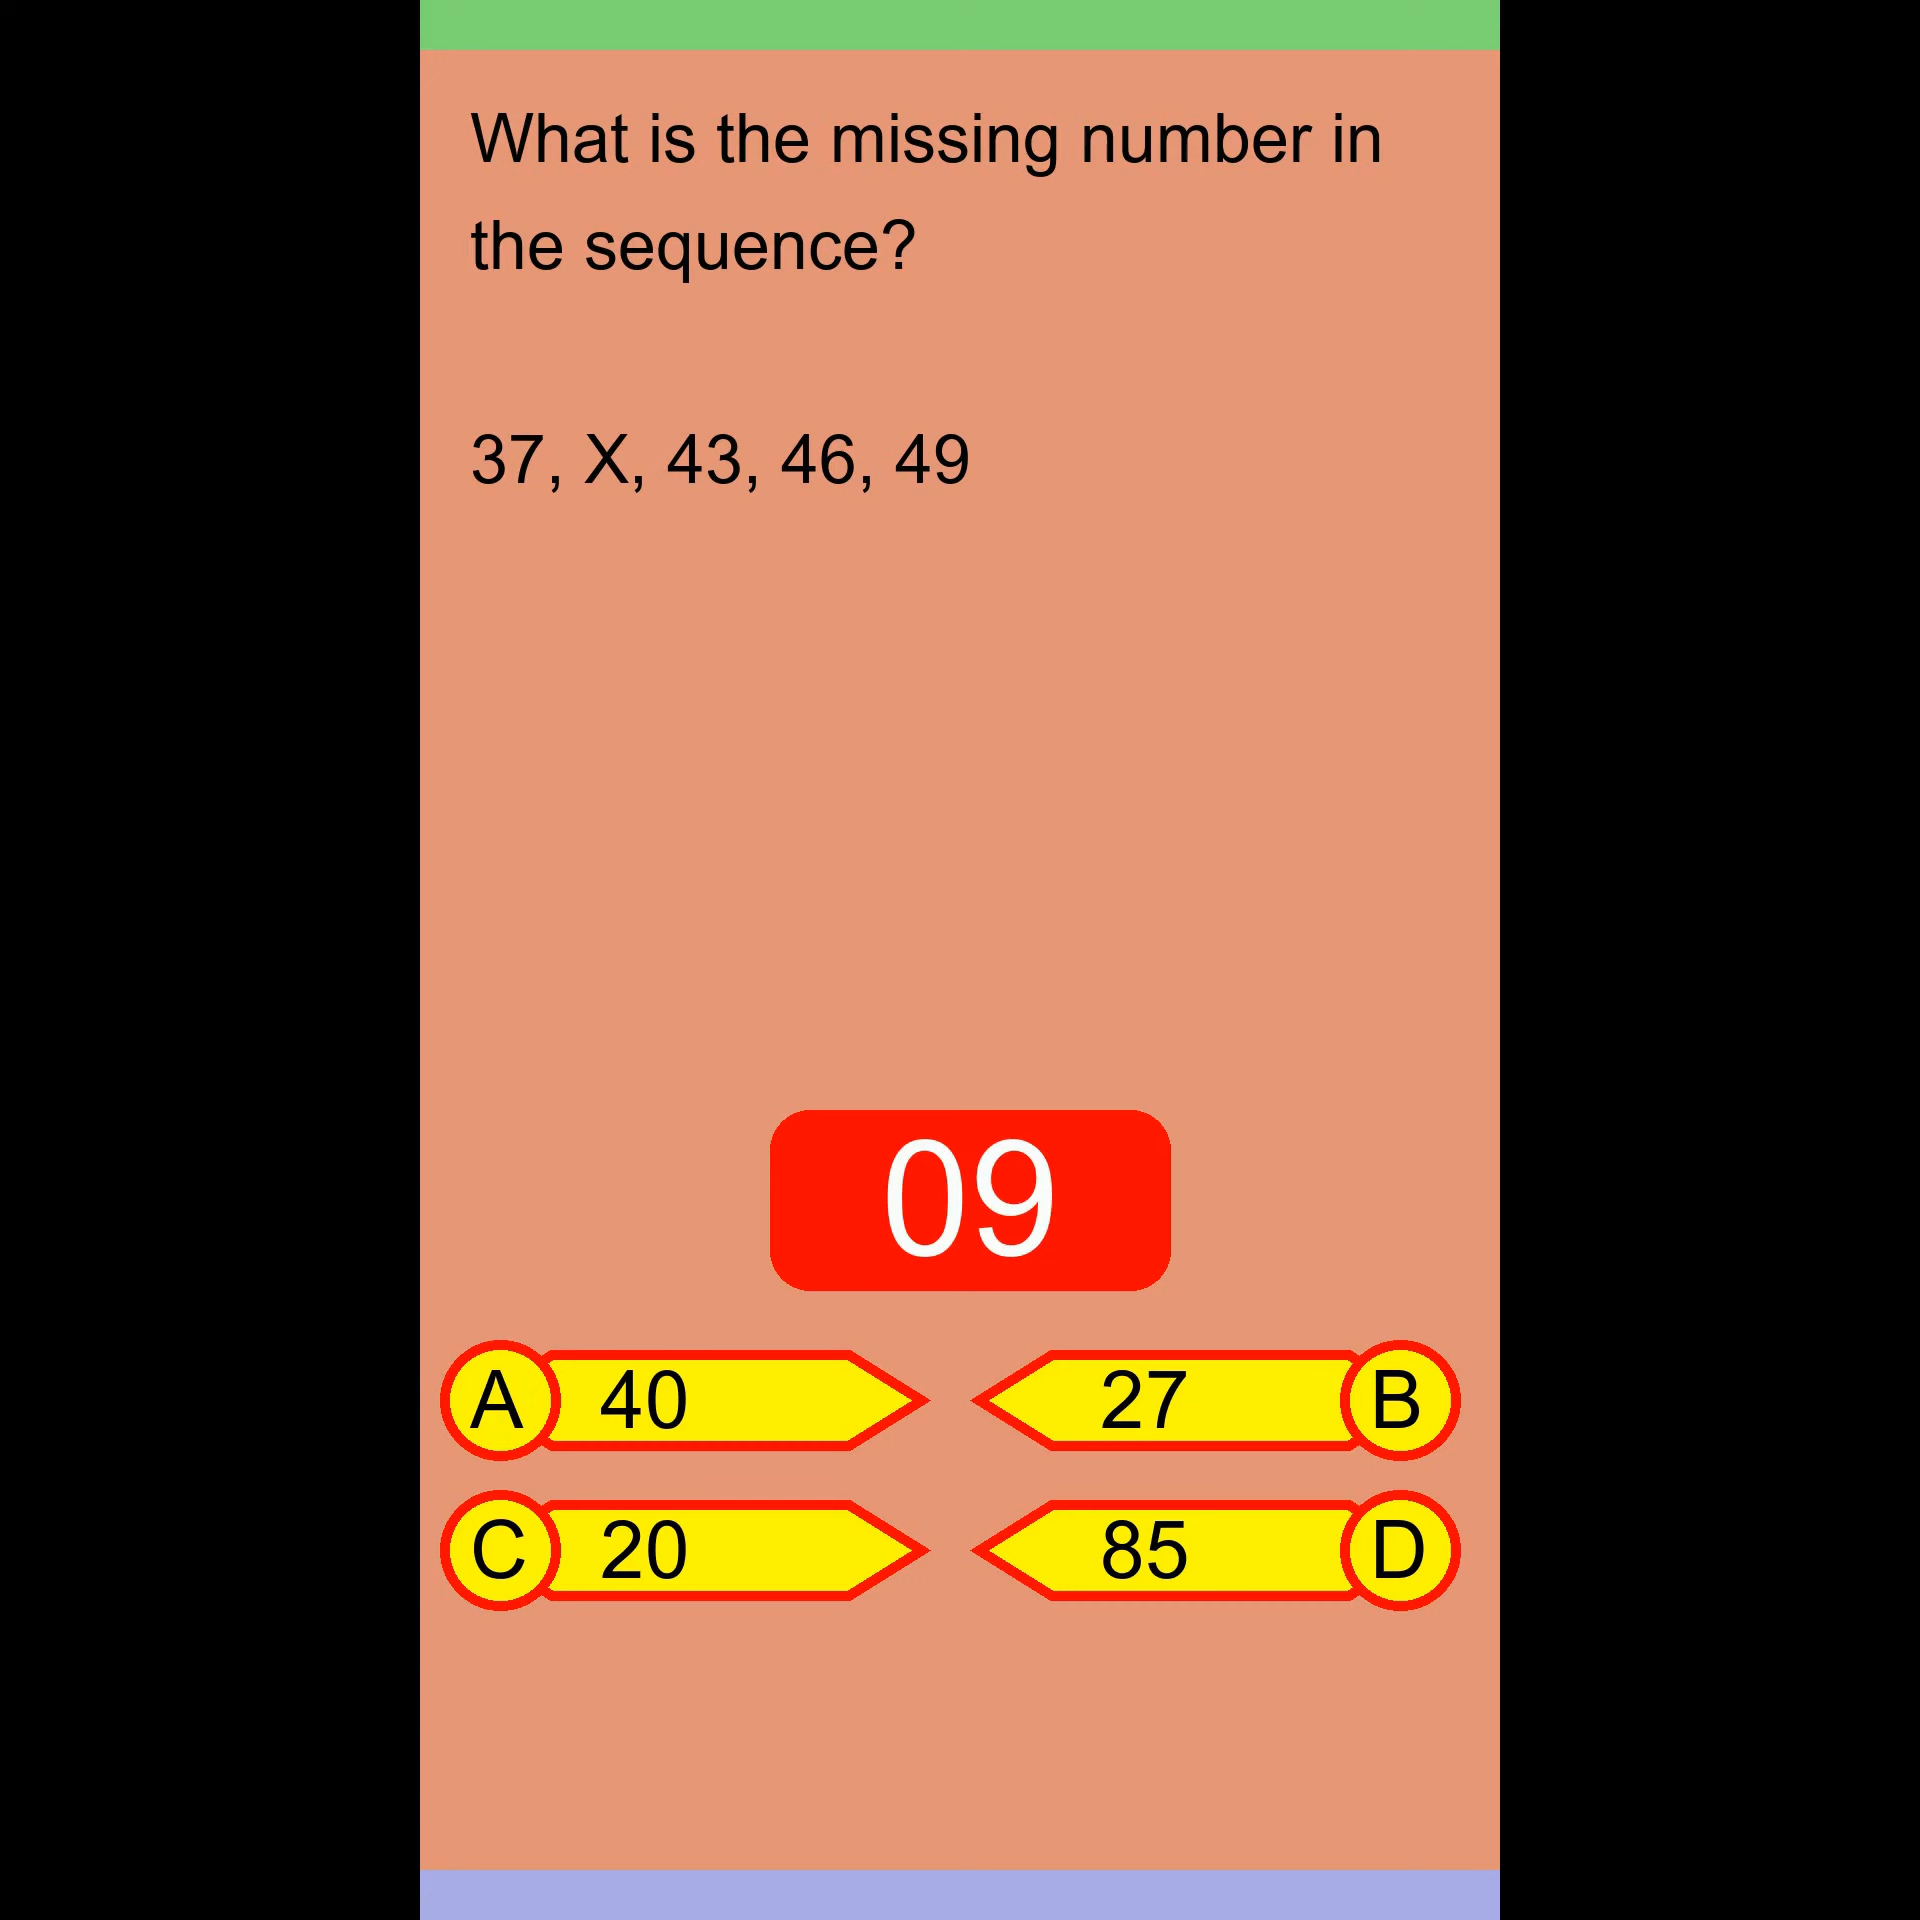 What is the missing number in
the sequence?
37, X, 43, 46, 49
09
A 40
27 B
C 20
85 D